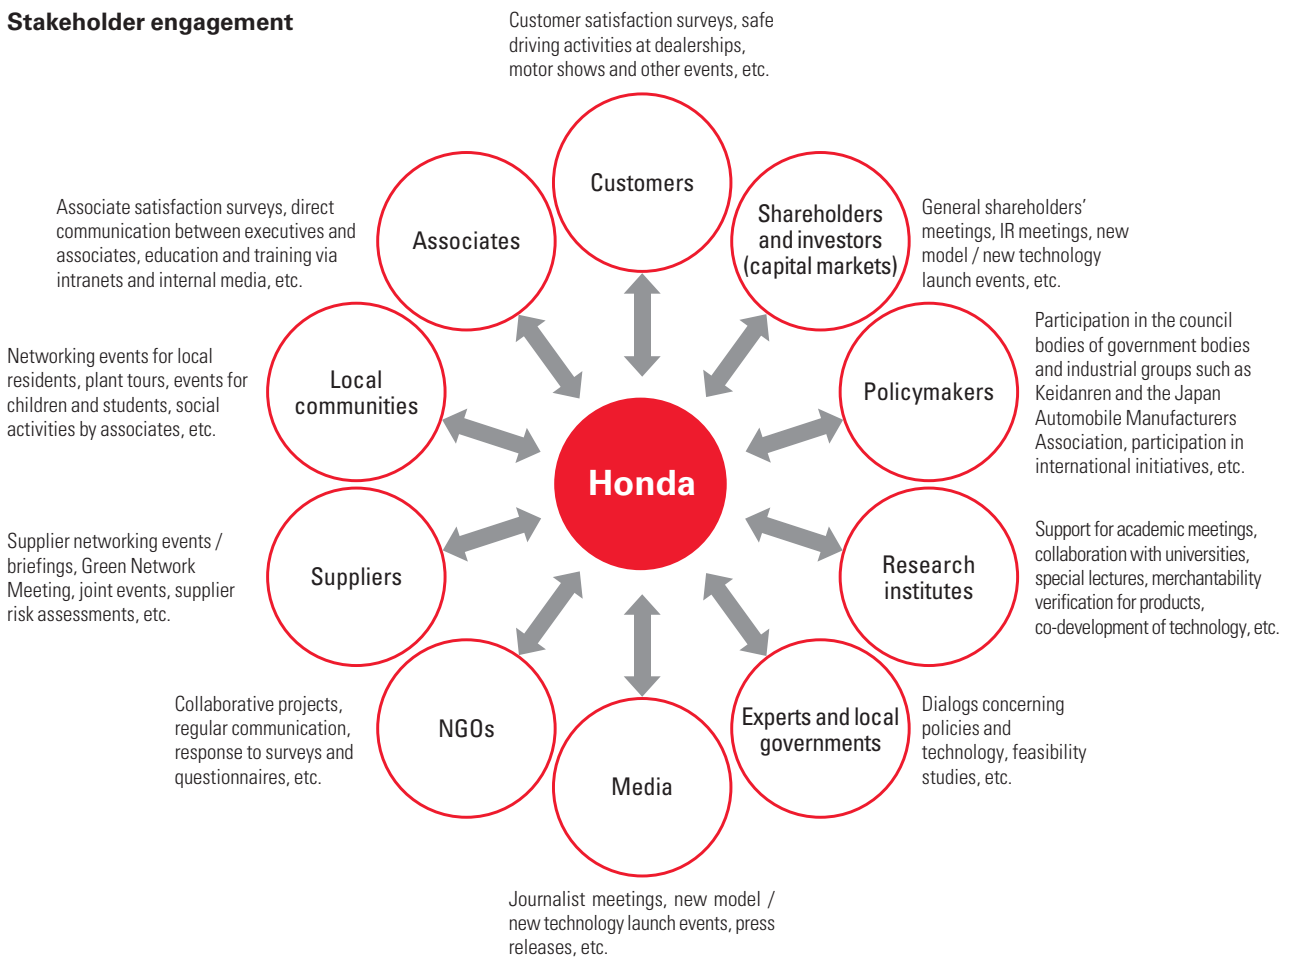 Stakeholder engagement
Customer satisfaction surveys, safe
driving activities at dealerships,
motor shows and other events, etc.
Customers
Shareholders
and investors
(capital markets)
General shareholders’
meetings, IR meetings, new
model / new technology
launch events, etc.
Policymakers
Participation in the council
bodies of government bodies
and industrial groups such as
Keidanren and the Japan
Automobile Manufacturers
Association, participation in
international initiatives, etc.
Research
institutes
Support for academic meetings,
collaboration with universities,
special lectures, merchantability
verification for products,
co-development of technology, etc.
Experts and local
governments
Dialogs concerning
policies and
technology, feasibility
studies, etc.
Media
Journalist meetings, new model /
new technology launch events, press
releases, etc.
NGOs
Collaborative projects,
regular communication,
response to surveys and
questionnaires, etc.
Suppliers
Supplier networking events /
briefings, Green Network
Meeting, joint events, supplier
risk assessments, etc.
Local
communities
Networking events for local
residents, plant tours, events for
children and students, social
activities by associates, etc.
Associates
Associate satisfaction surveys, direct
communication between executives and
associates, education and training via
intranets and internal media, etc.
Honda